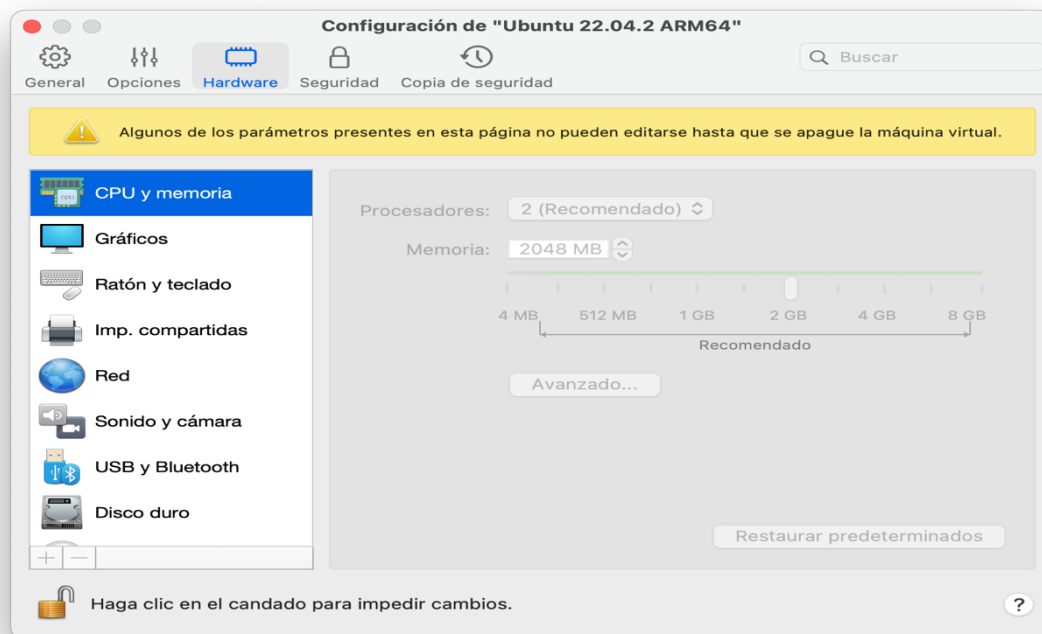 Configuración de "Ubuntu 22.04.2 ARM64"
General Opciones Hardware Seguridad Copia de seguridad
Buscar
Algunos de los parámetros presentes en esta página no pueden editarse hasta que se apague la máquina virtual.
CPU y memoria
Gráficos
Ratón y teclado
Imp. compartidas
Red
Sonido y cámara
USB y Bluetooth
Disco duro
Procesadores: 2 (Recomendado)
Memoria: 2048 MB
4 MB 512 MB 1 GB 2 GB 4 GB 8 GB
Recomendado
Avanzado...
Restaurar predeterminados
Haga clic en el candado para impedir cambios.
?